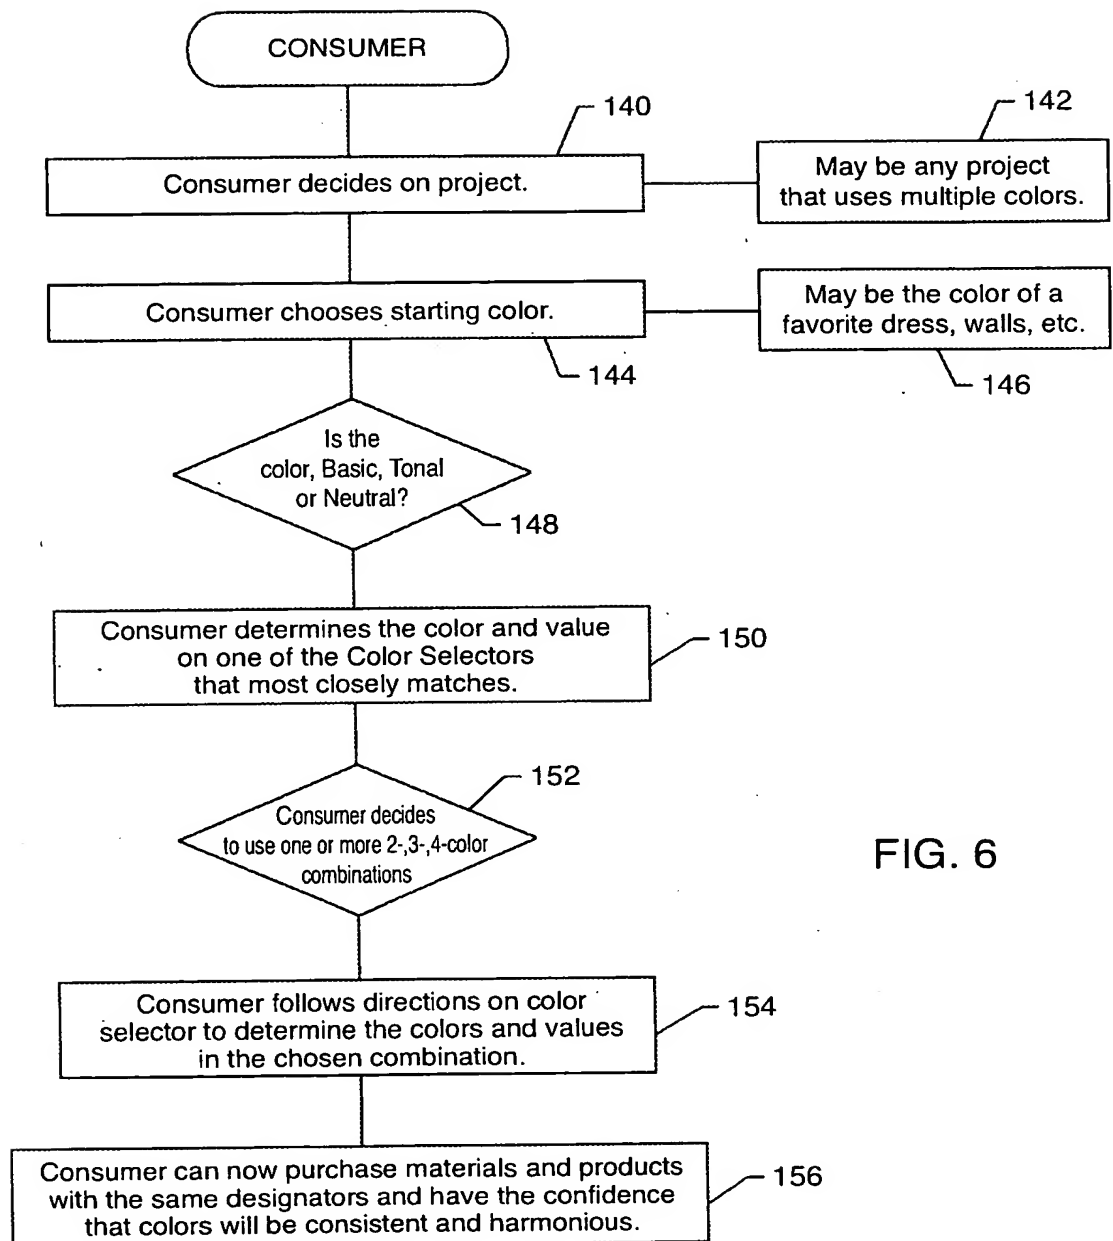 CONSUMER
140
142
Consumer decides on project.
May be any project
that uses multiple colors.
Consumer chooses starting color.
May be the color of a
favorite dress, walls, etc.
144
146
Is the
color, Basic, Tonal
or Neutral?
148
Consumer determines the color and value
on one of the Color Selectors
that most closely matches.
150
152
Consumer decides
to use one or more 2-,3-,4-color
combinations
FIG. 6
Consumer follows directions on color
selector to determine the colors and values
in the chosen combination.
154
Consumer can now purchase materials and products
with the same designators and have the confidence
that colors will be consistent and harmonious.
156